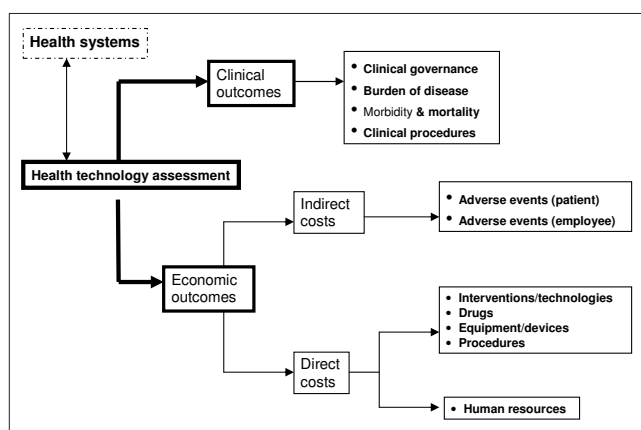 Health systems
Clinical
outcomes
• Clinical governance
• Burden of disease
• Morbidity & mortality
• Clinical procedures
Health technology assessment
Indirect
costs
• Adverse events (patient)
• Adverse events (employee)
Economic
outcomes
• Interventions/technologies
• Drugs
• Equipment/devices
• Procedures
Direct
costs
• Human resources